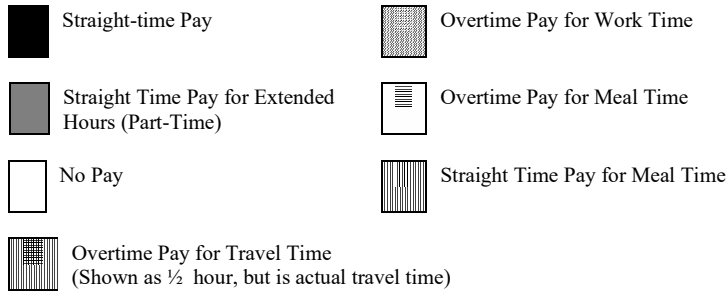 Straight-time Pay
Overtime Pay for Work Time
Straight Time Pay for Extended
Hours (Part-Time)
Overtime Pay for Meal Time
No Pay
Straight Time Pay for Meal Time
Overtime Pay for Travel Time
(Shown as ½ hour, but is actual travel time)